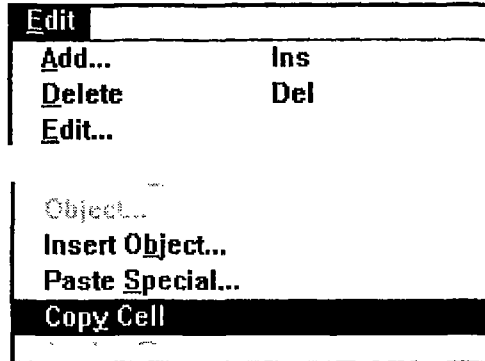 Edit
Add... Ins
Delete Del
Edit...
Object...
Insert Object...
Paste Special...
Copy Cell